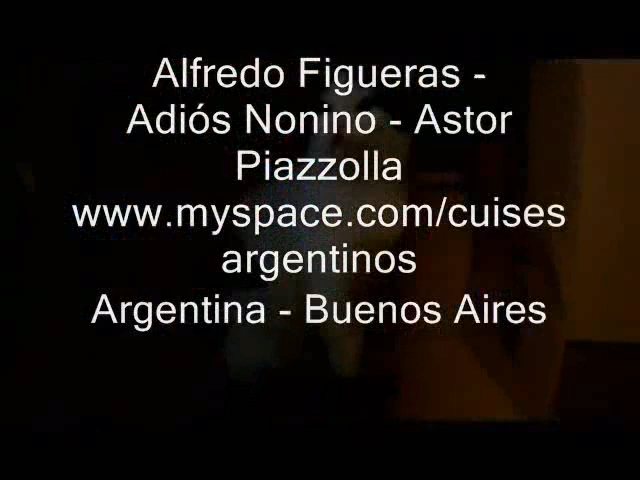 Alfredo Figueras -
Adiós Nonino - Astor
Piazzolla
www.myspace.com/cuises
argentinos
Argentina - Buenos Aires